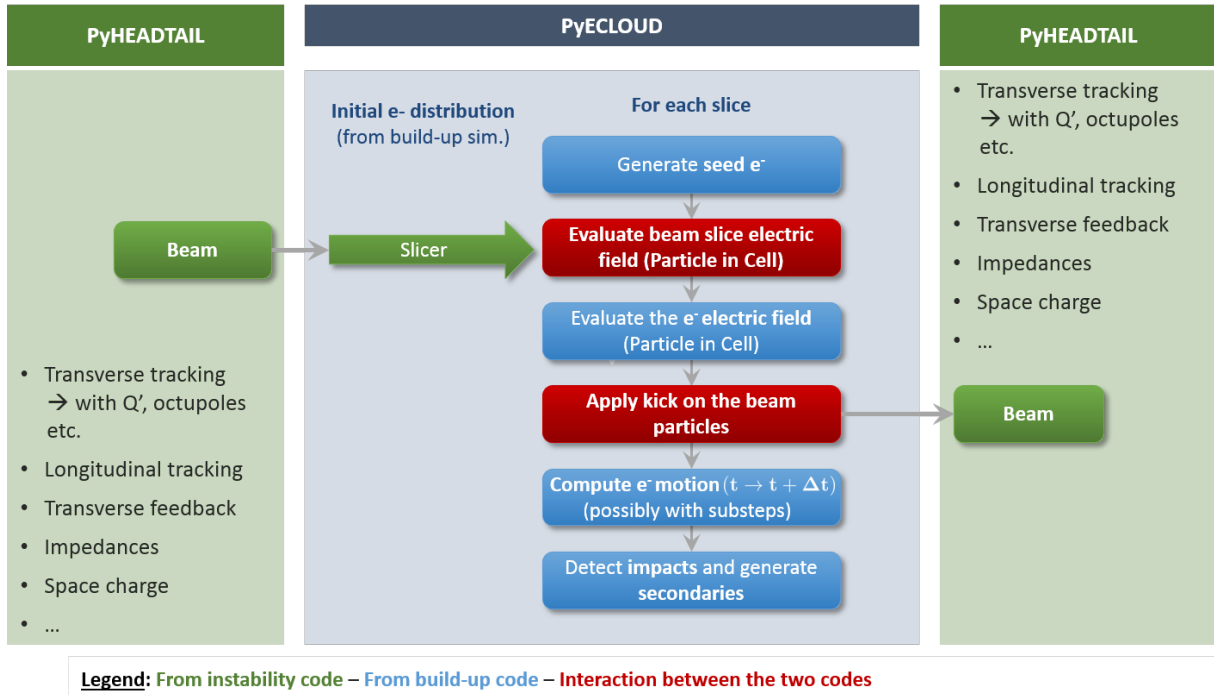 PyHEADTAIL
Beam
• Transverse tracking
→ with Q’, octupoles
etc.
• Longitudinal tracking
• Transverse feedback
• Impedances
• Space charge
• ...
PyECLOUD
Initial e- distribution
(from build-up sim.)
Slicer
For each slice
Generate seed e⁻
Evaluate beam slice electric
field (Particle in Cell)
Evaluate the e⁻ electric field
(Particle in Cell)
Apply kick on the beam
particles
Compute e⁻ motion (t → t + Δt)
(possibly with substeps)
Detect impacts and generate
secondaries
PyHEADTAIL
• Transverse tracking
→ with Q’, octupoles
etc.
• Longitudinal tracking
• Transverse feedback
• Impedances
• Space charge
• ...
Beam
Legend: From instability code – From build-up code – Interaction between the two codes